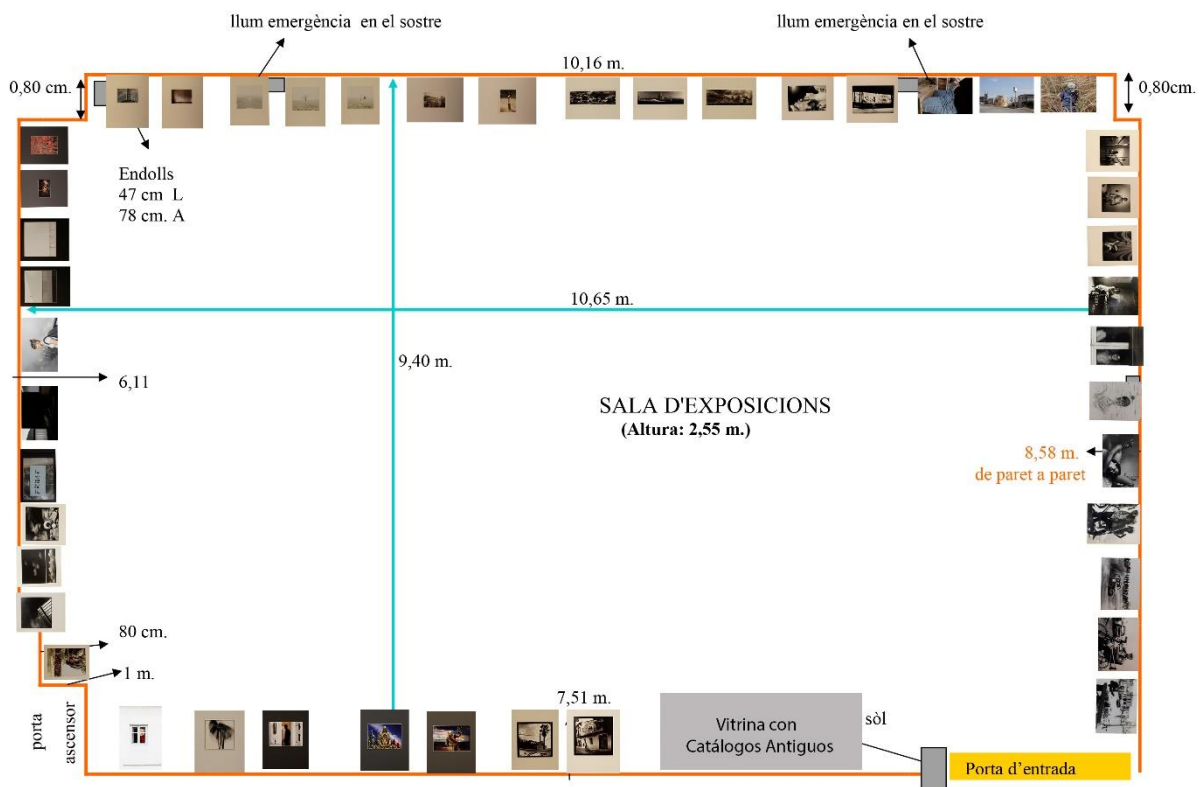 llum emergència en el sostre
llum emergència en el sostre
10,16 m.
0,80 cm.
0,80cm.
Endolls
47 cm L
78 cm. A
10,65 m.
9,40 m.
6,11
SALA D'EXPOSICIONS
(Altura: 2,55 m.)
8,58 m.
de paret a paret
80 cm.
1 m.
porta
ascensor
7,51 m.
Vitrina con
Catálogos Antiguos
sòl
Porta d’entrada